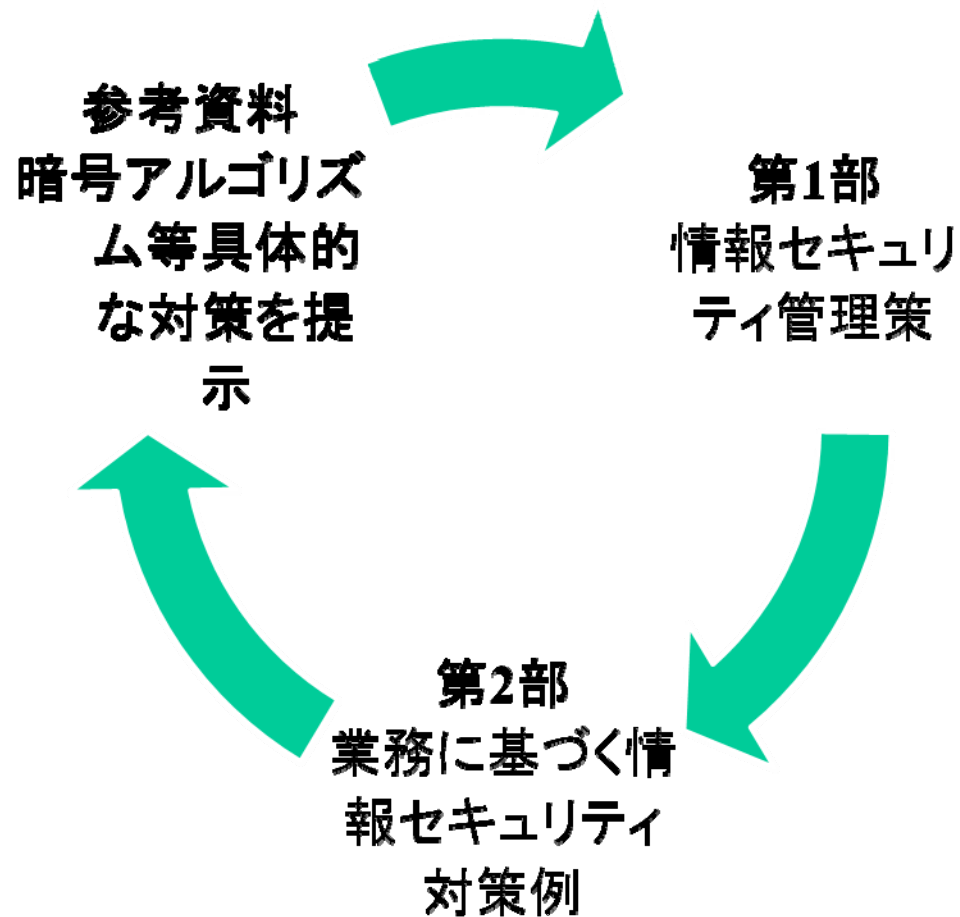 参考資料
暗号アルゴリズ
ム等具体的
な対策を提
示
第1部
情報セキュリ
ティ管理策
第2部
業務に基づく情
報セキュリティ
対策例